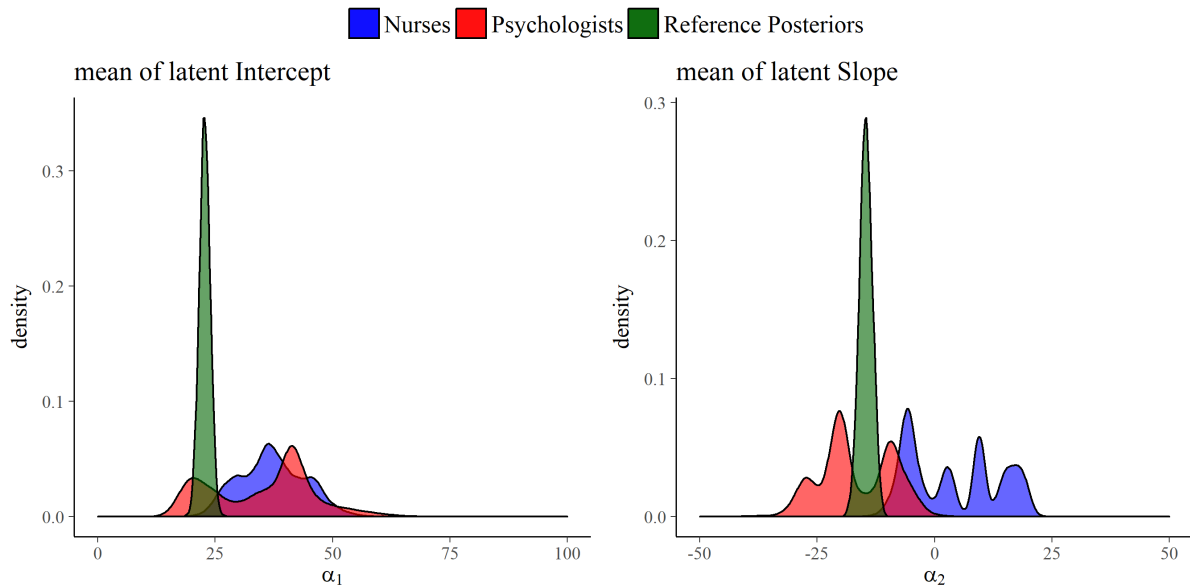 Nurses Psychologists Reference Posteriors
mean of latent Intercept
density
0.3
0.2
0.1
0.0
0 25 50 75 100
α1
mean of latent Slope
density
0.3
0.2
0.1
0.0
-50 -25 0 25 50
α2